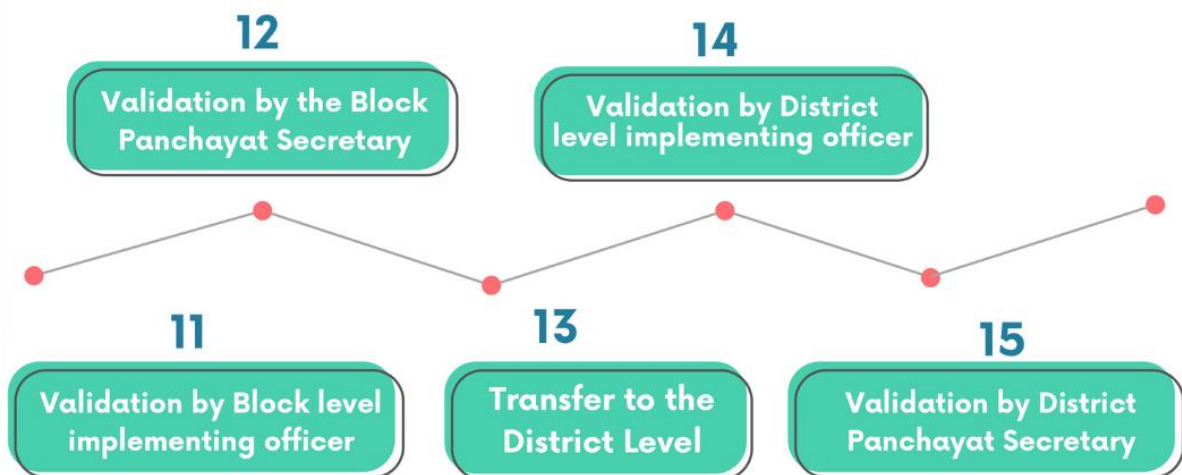 12
Validation by the Block
Panchayat Secretary
14
Validation by District
level implementing officer
11
Validation by Block level
implementing officer
13
Transfer to the
District Level
15
Validation by District
Panchayat Secretary